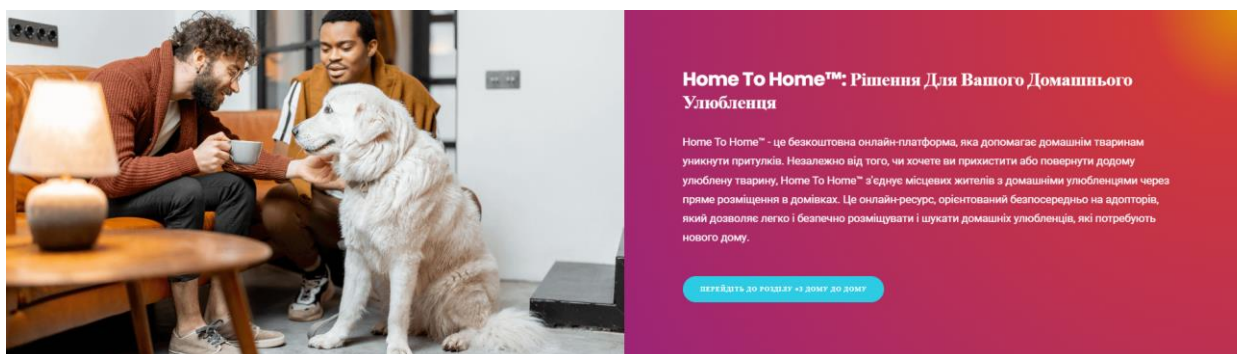 Home To Home™: Рішення Для Вашого Домашнього
Улюбленця
Home To Home™ - це безкоштовна онлайн-платформа, яка допомагає домашнім тваринам
уникнути притулків. Незалежно від того, чи хочете ви прихистити або повернути додому
улюблену тварину, Home To Home™ з'єднує місцевих жителів з домашніми улюбленцями через
пряме розміщення в домівках. Це онлайн-ресурс, орієнтований безпосередньо на адопторів,
який дозволяє легко і безпечно розміщувати і шукати домашніх улюбленців, які потребують
нового дому.
ПЕРЕЙДІТЬ ДО РОЗДІЛУ «З ДОМУ ДО ДОМУ